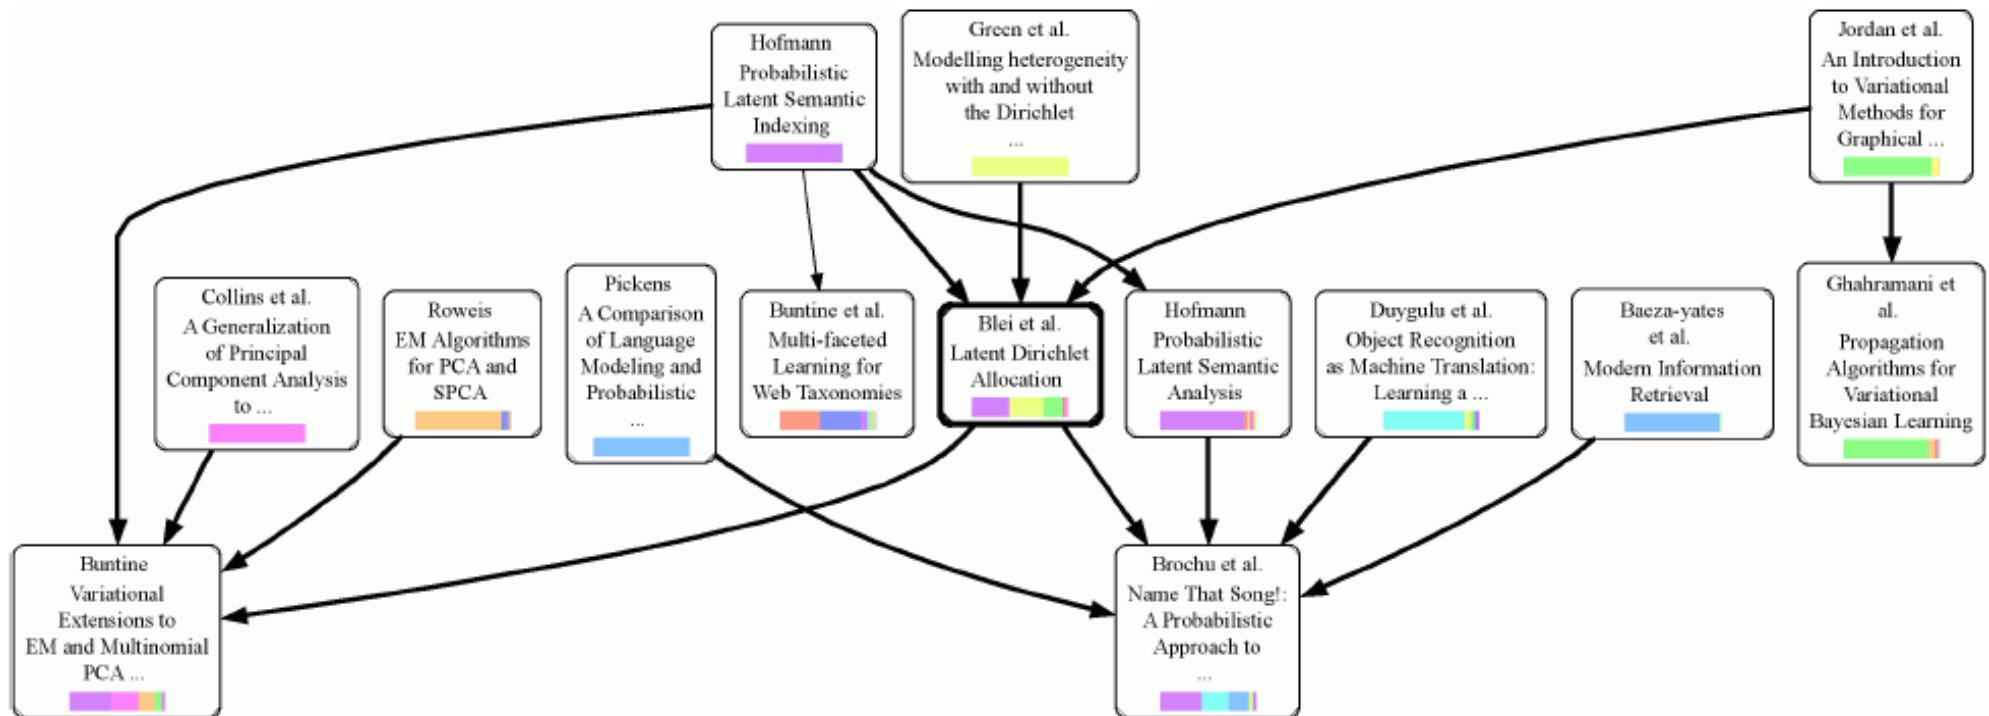 Hofmann
Probabilistic
Latent Semantic
Indexing
Green et al.
Modelling heterogeneity
with and without
the Dirichlet
...
Jordan et al.
An Introduction
to Variational
Methods for
Graphical ...
Collins et al.
A Generalization
of Principal
Component Analysis
to ...
Roweis
EM Algorithms
for PCA and
SPCA
Pickens
A Comparison
of Language
Modeling and
Probabilistic
...
Buntine et al.
Multi-faceted
Learning for
Web Taxonomies
Blei et al.
Latent Dirichlet
Allocation
Hofmann
Probabilistic
Latent Semantic
Analysis
Duygulu et al.
Object Recognition
as Machine Translation:
Learning a ...
Baeza-yates
et al.
Modern Information
Retrieval
Ghahramani et
al.
Propagation
Algorithms for
Variational
Bayesian Learning
Buntine
Variational
Extensions to
EM and Multinomial
PCA ...
Brochu et al.
Name That Song!:
A Probabilistic
Approach to
...